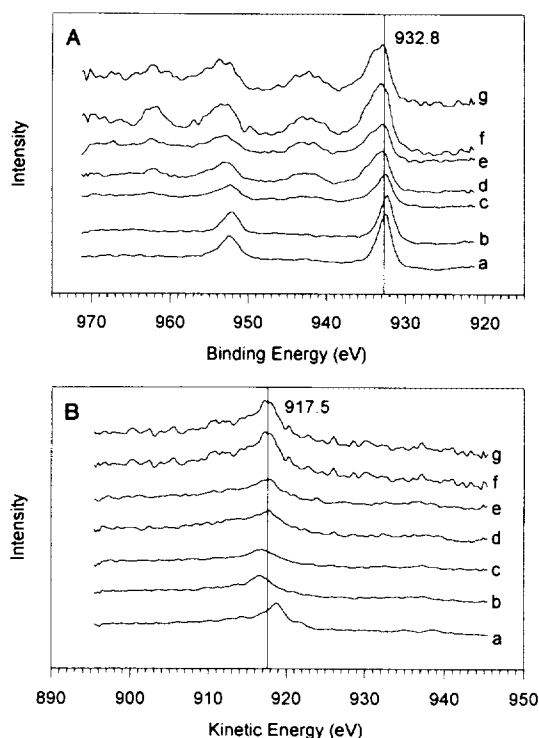 A
932.8
g
f
e
d
c
b
a
Intensity
970 960 950 940 930 920
Binding Energy (eV)
B
917.5
g
f
e
d
c
b
a
Intensity
890 900 910 920 930 940 950
Kinetic Energy (eV)